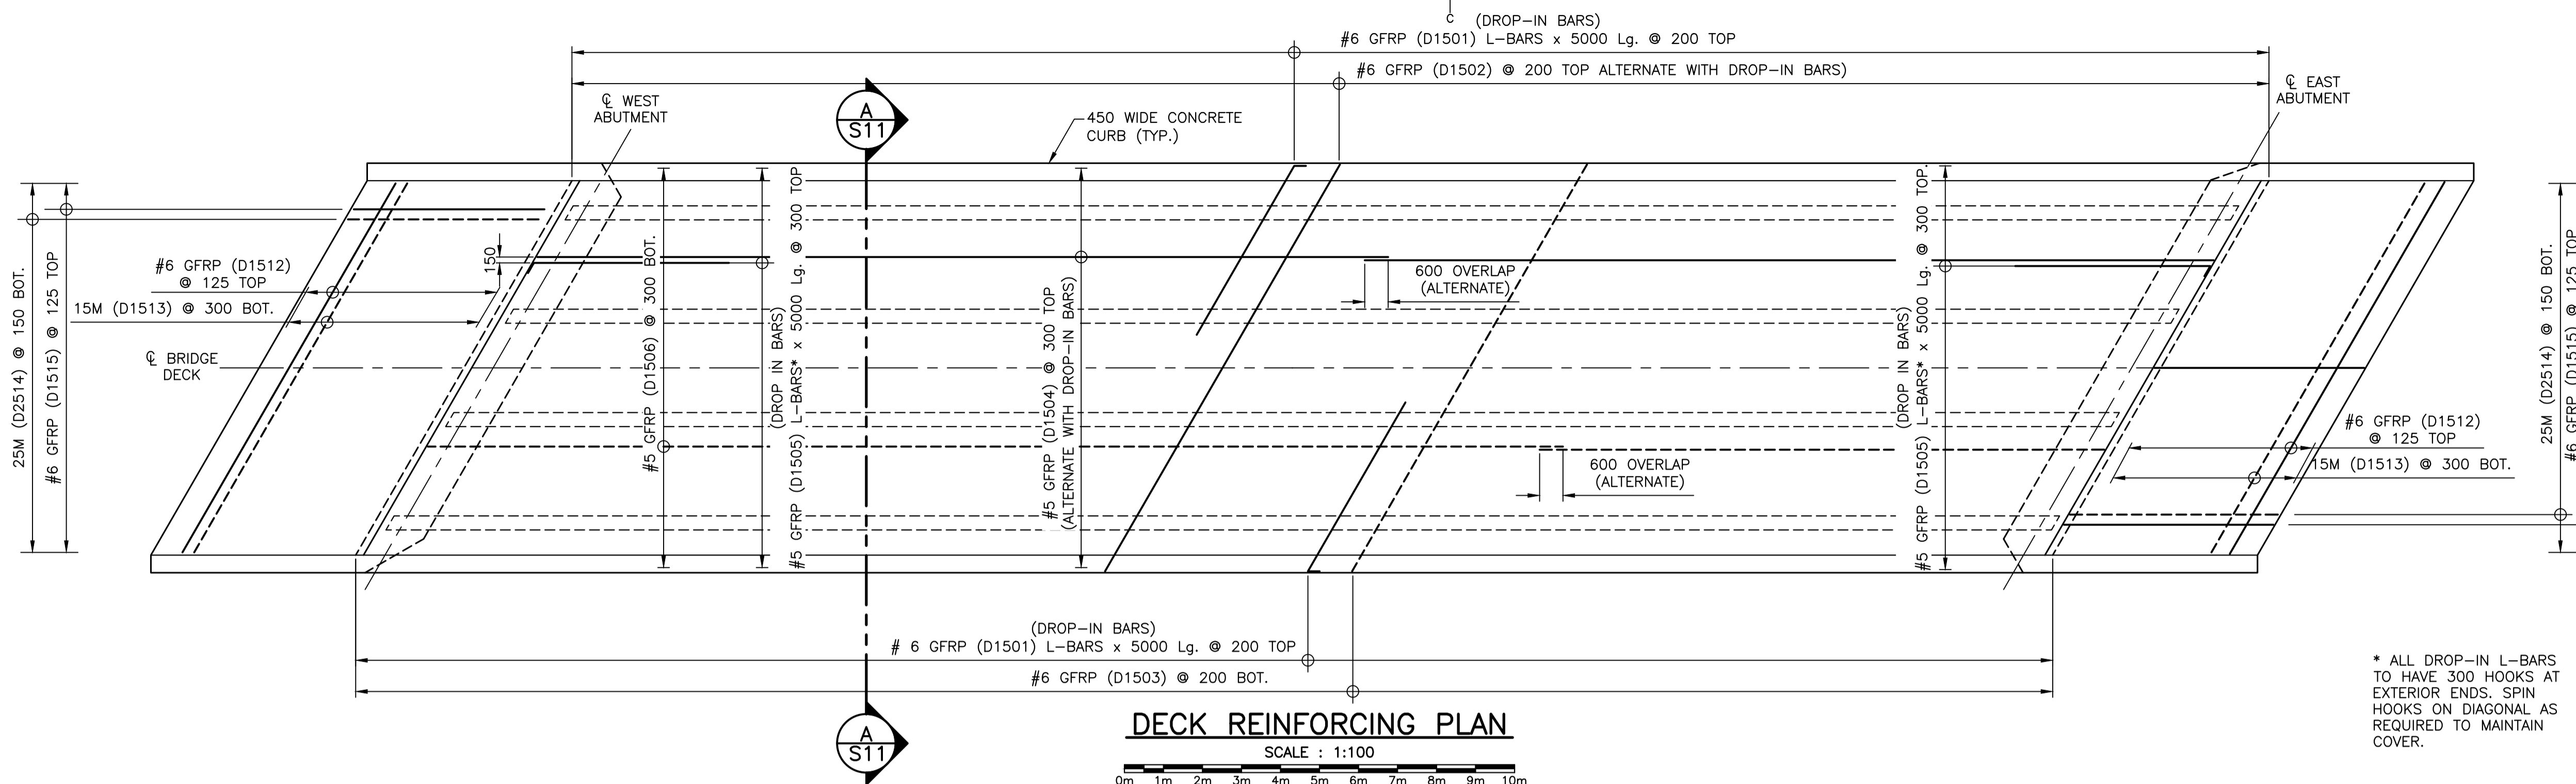 C
(DROP-IN BARS)
#6 GFRP (D1501) L-BARS x 5000 Lg. @ 200 TOP
#6 GFRP (D1502) @ 200 TOP ALTERNATE WITH DROP-IN BARS)
℄ WEST
ABUTMENT
A
S11
450 WIDE CONCRETE
CURB (TYP.)
℄ EAST
ABUTMENT
25M (D2514) @ 150 BOT.
#6 GFRP (D1515) @ 125 TOP
#6 GFRP (D1512)
@ 125 TOP
15M (D1513) @ 300 BOT.
℄ BRIDGE
DECK
150
#5 GFRP (D1506) @ 300 BOT.
(DROP IN BARS)
#5 GFRP (D1505) L-BARS* x 5000 Lg. @ 300 TOP
#5 GFRP (D1504) @ 300 TOP
(ALTERNATE WITH DROP-IN BARS)
600 OVERLAP
(ALTERNATE)
600 OVERLAP
(ALTERNATE)
(DROP IN BARS)
#5 GFRP (D1505) L-BARS* x 5000 Lg. @ 300 TOP.
#6 GFRP (D1512)
@ 125 TOP
15M (D1513) @ 300 BOT.
25M (D2514) @ 150 BOT.
#6 GFRP (D1515) @ 125 TOP
(DROP-IN BARS)
# 6 GFRP (D1501) L-BARS x 5000 Lg. @ 200 TOP
#6 GFRP (D1503) @ 200 BOT.
A
S11
DECK REINFORCING PLAN
SCALE : 1:100
0m 1m 2m 3m 4m 5m 6m 7m 8m 9m 10m
* ALL DROP-IN L-BARS
TO HAVE 300 HOOKS AT
EXTERIOR ENDS. SPIN
HOOKS ON DIAGONAL AS
REQUIRED TO MAINTAIN
COVER.